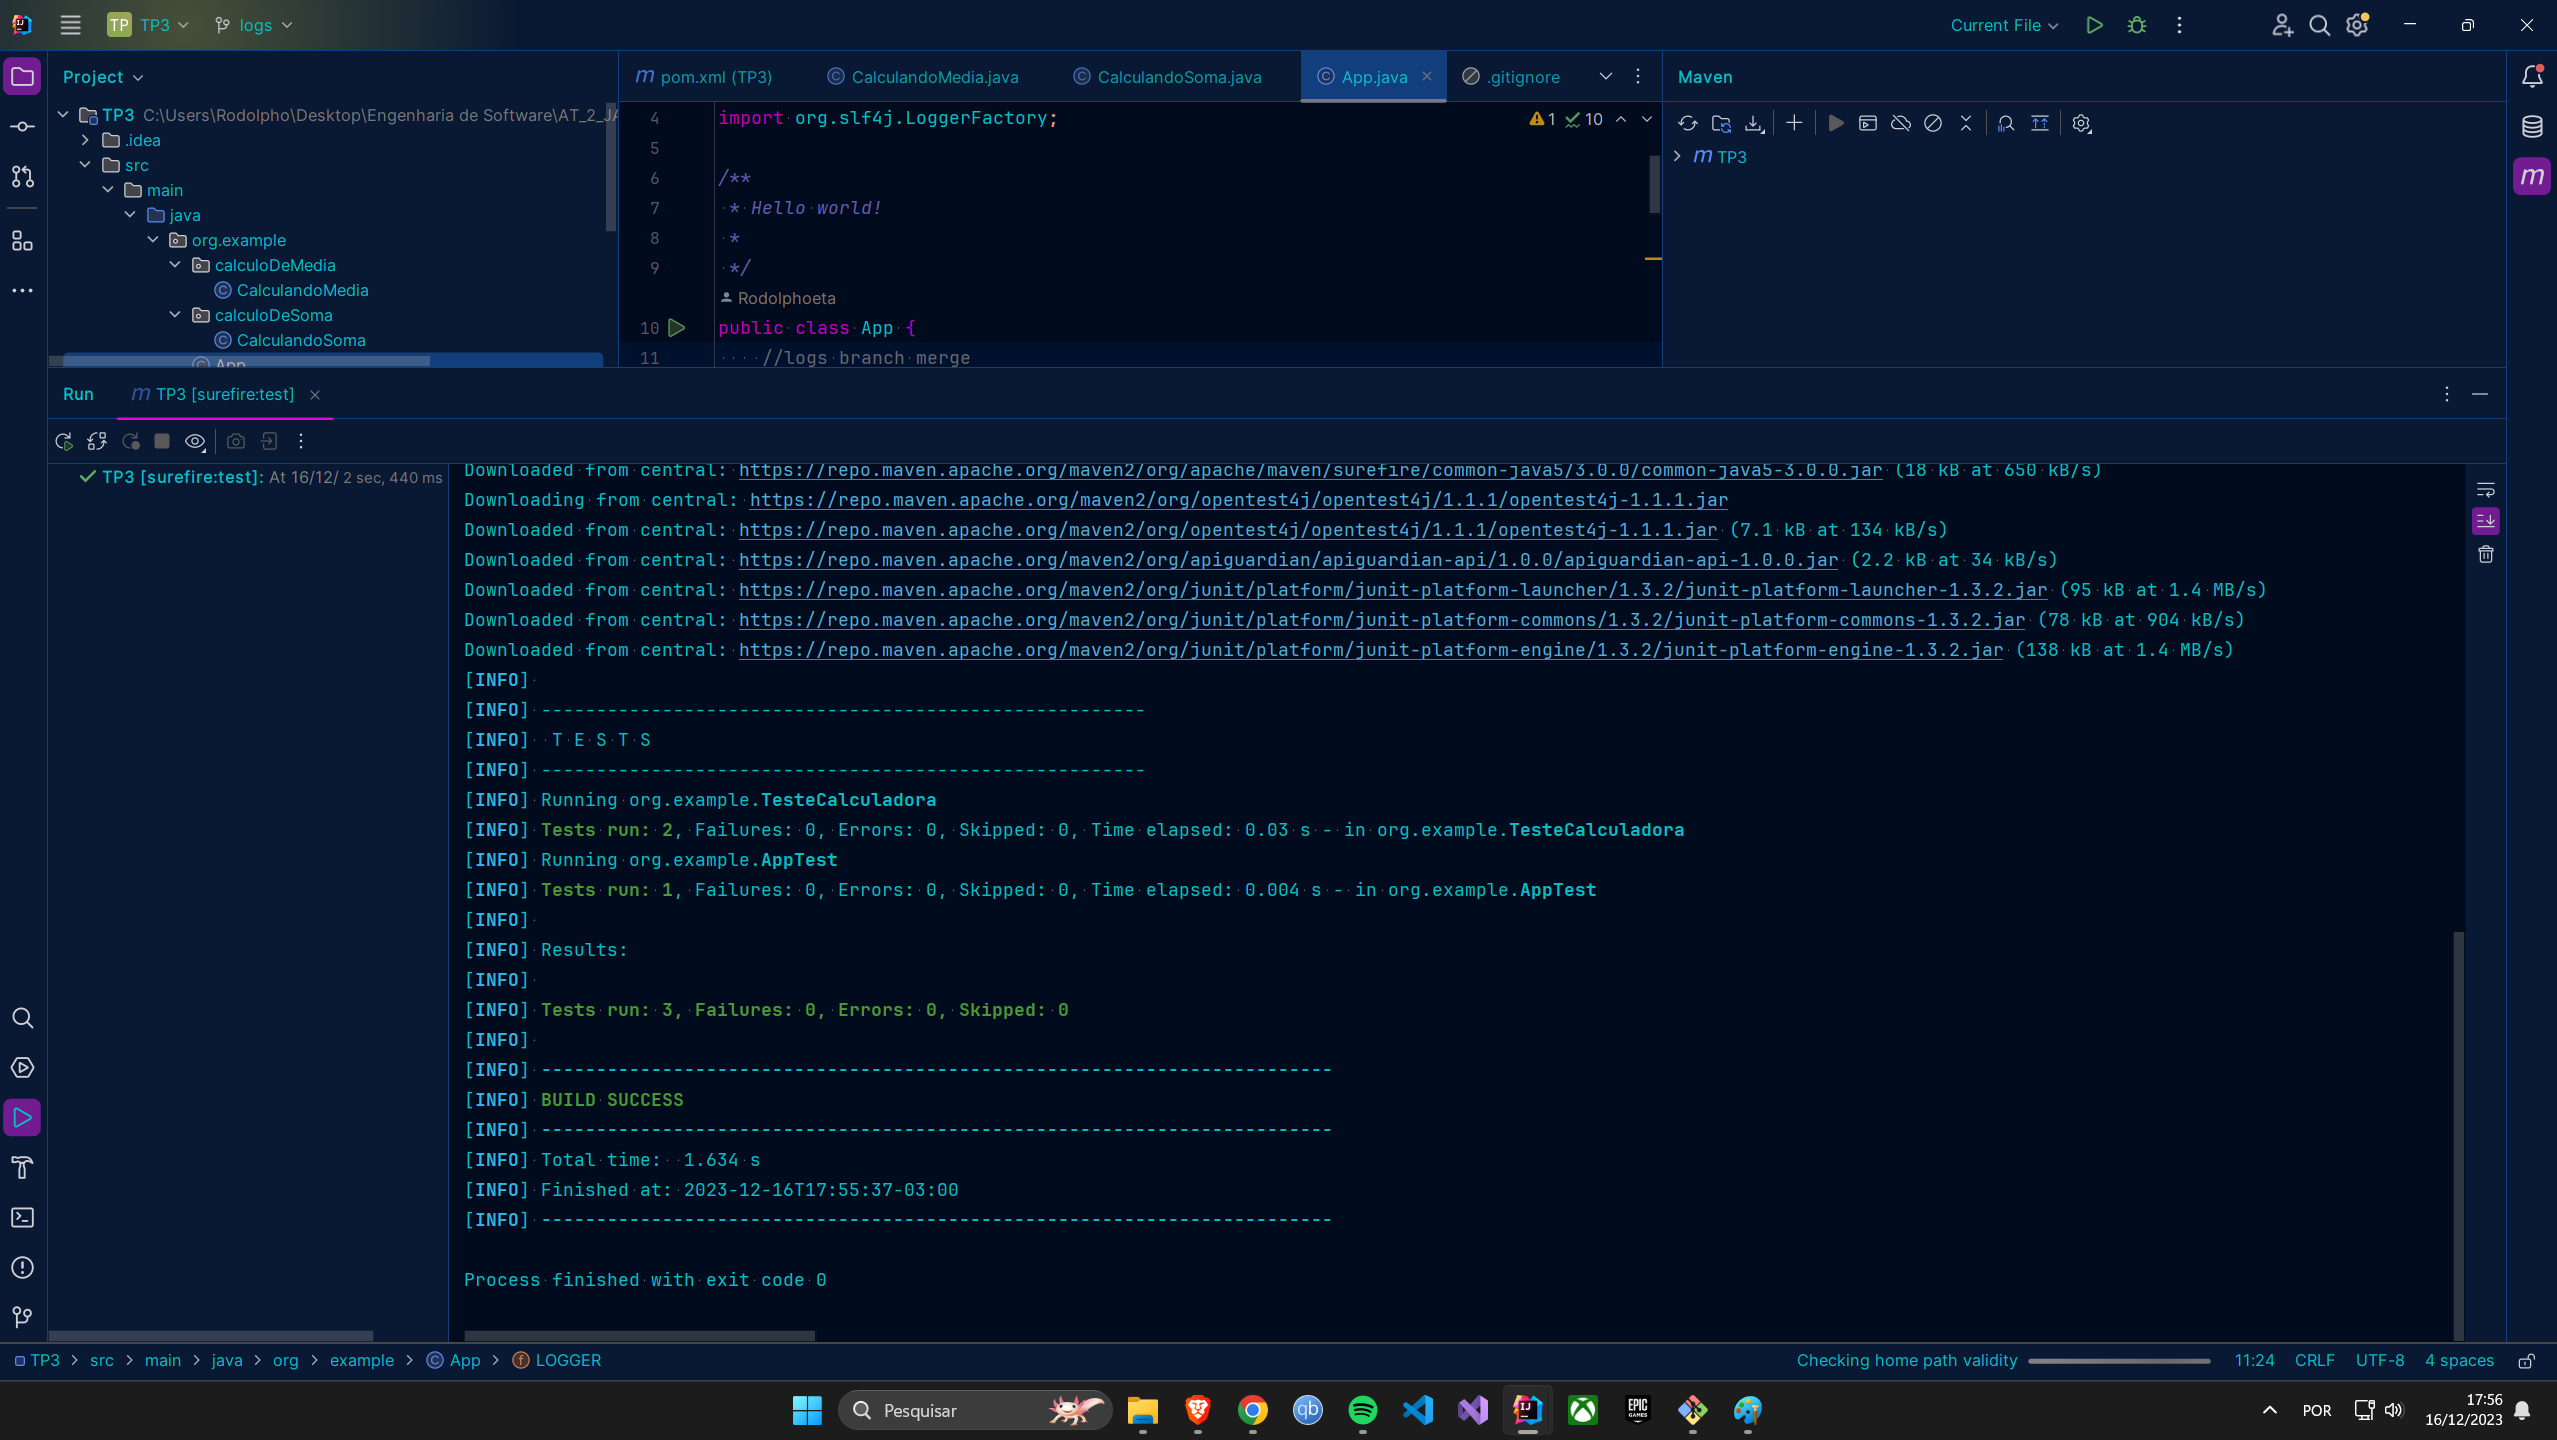 TP TP3 logs Current File
Project
TP3 C:\Users\Rodolpho\Desktop\Engenharia de Software\AT_2_JA
.idea
src
main
java
org.example
calculoDeMedia
CalculandoMedia
calculoDeSoma
CalculandoSoma
App
pom.xml (TP3) CalculandoMedia.java CalculandoSoma.java App.java .gitignore
4 import org.slf4j.LoggerFactory;
1 10
5
6 /**
7 * Hello world!
8 *
9 */
Rodolphoeta
10 public class App {
11 //logs branch merge
Maven
TP3
Run TP3 [surefire:test]
TP3 [surefire:test]: At 16/12/ 2 sec, 440 ms
Downloaded from central: https://repo.maven.apache.org/maven2/org/apache/maven/surefire/common-java5/3.0.0/common-java5-3.0.0.jar (18 kB at 650 kB/s)
Downloading from central: https://repo.maven.apache.org/maven2/org/opentest4j/opentest4j/1.1.1/opentest4j-1.1.1.jar
Downloaded from central: https://repo.maven.apache.org/maven2/org/opentest4j/opentest4j/1.1.1/opentest4j-1.1.1.jar (7.1 kB at 134 kB/s)
Downloaded from central: https://repo.maven.apache.org/maven2/org/apiguardian/apiguardian-api/1.0.0/apiguardian-api-1.0.0.jar (2.2 kB at 34 kB/s)
Downloaded from central: https://repo.maven.apache.org/maven2/org/junit/platform/junit-platform-launcher/1.3.2/junit-platform-launcher-1.3.2.jar (95 kB at 1.4 MB/s)
Downloaded from central: https://repo.maven.apache.org/maven2/org/junit/platform/junit-platform-commons/1.3.2/junit-platform-commons-1.3.2.jar (78 kB at 904 kB/s)
Downloaded from central: https://repo.maven.apache.org/maven2/org/junit/platform/junit-platform-engine/1.3.2/junit-platform-engine-1.3.2.jar (138 kB at 1.4 MB/s)
[INFO]
[INFO] -------------------------------------------------------
[INFO]  T E S T S
[INFO] -------------------------------------------------------
[INFO] Running org.example.TesteCalculadora
[INFO] Tests run: 2, Failures: 0, Errors: 0, Skipped: 0, Time elapsed: 0.03 s - in org.example.TesteCalculadora
[INFO] Running org.example.AppTest
[INFO] Tests run: 1, Failures: 0, Errors: 0, Skipped: 0, Time elapsed: 0.004 s - in org.example.AppTest
[INFO]
[INFO] Results:
[INFO]
[INFO] Tests run: 3, Failures: 0, Errors: 0, Skipped: 0
[INFO]
[INFO] ------------------------------------------------------------------------
[INFO] BUILD SUCCESS
[INFO] ------------------------------------------------------------------------
[INFO] Total time:  1.634 s
[INFO] Finished at: 2023-12-16T17:55:37-03:00
[INFO] ------------------------------------------------------------------------
Process finished with exit code 0
TP3 > src > main > java > org > example > App > LOGGER Checking home path validity 11:24 CRLF UTF-8 4 spaces
Pesquisar
qb
EPIC GAMES
POR
17:56
16/12/2023